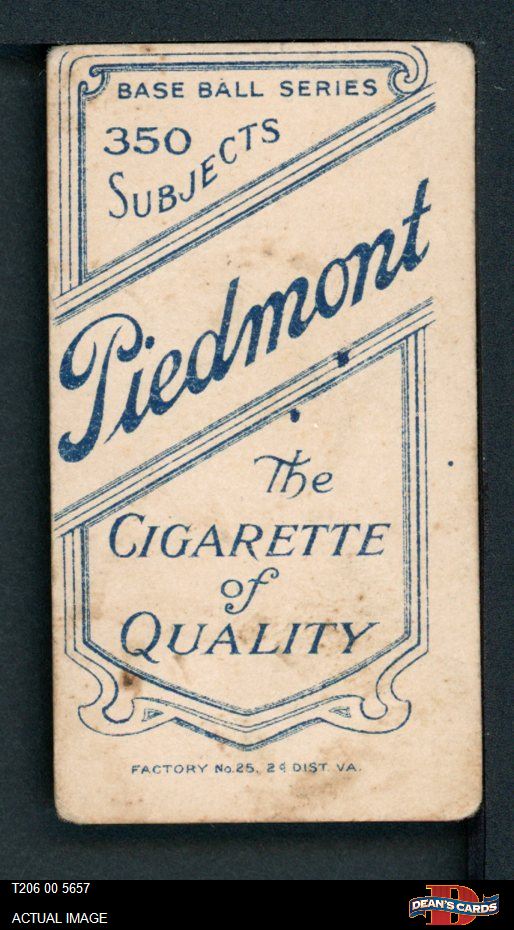 BASE BALL SERIES
350
SUBJECTS
Piedmont
The
CIGARETTE
of
QUALITY
FACTORY No. 25, 2ᵈ DIST. VA.
T206 00 5657
ACTUAL IMAGE
D
DEAN'S CARDS